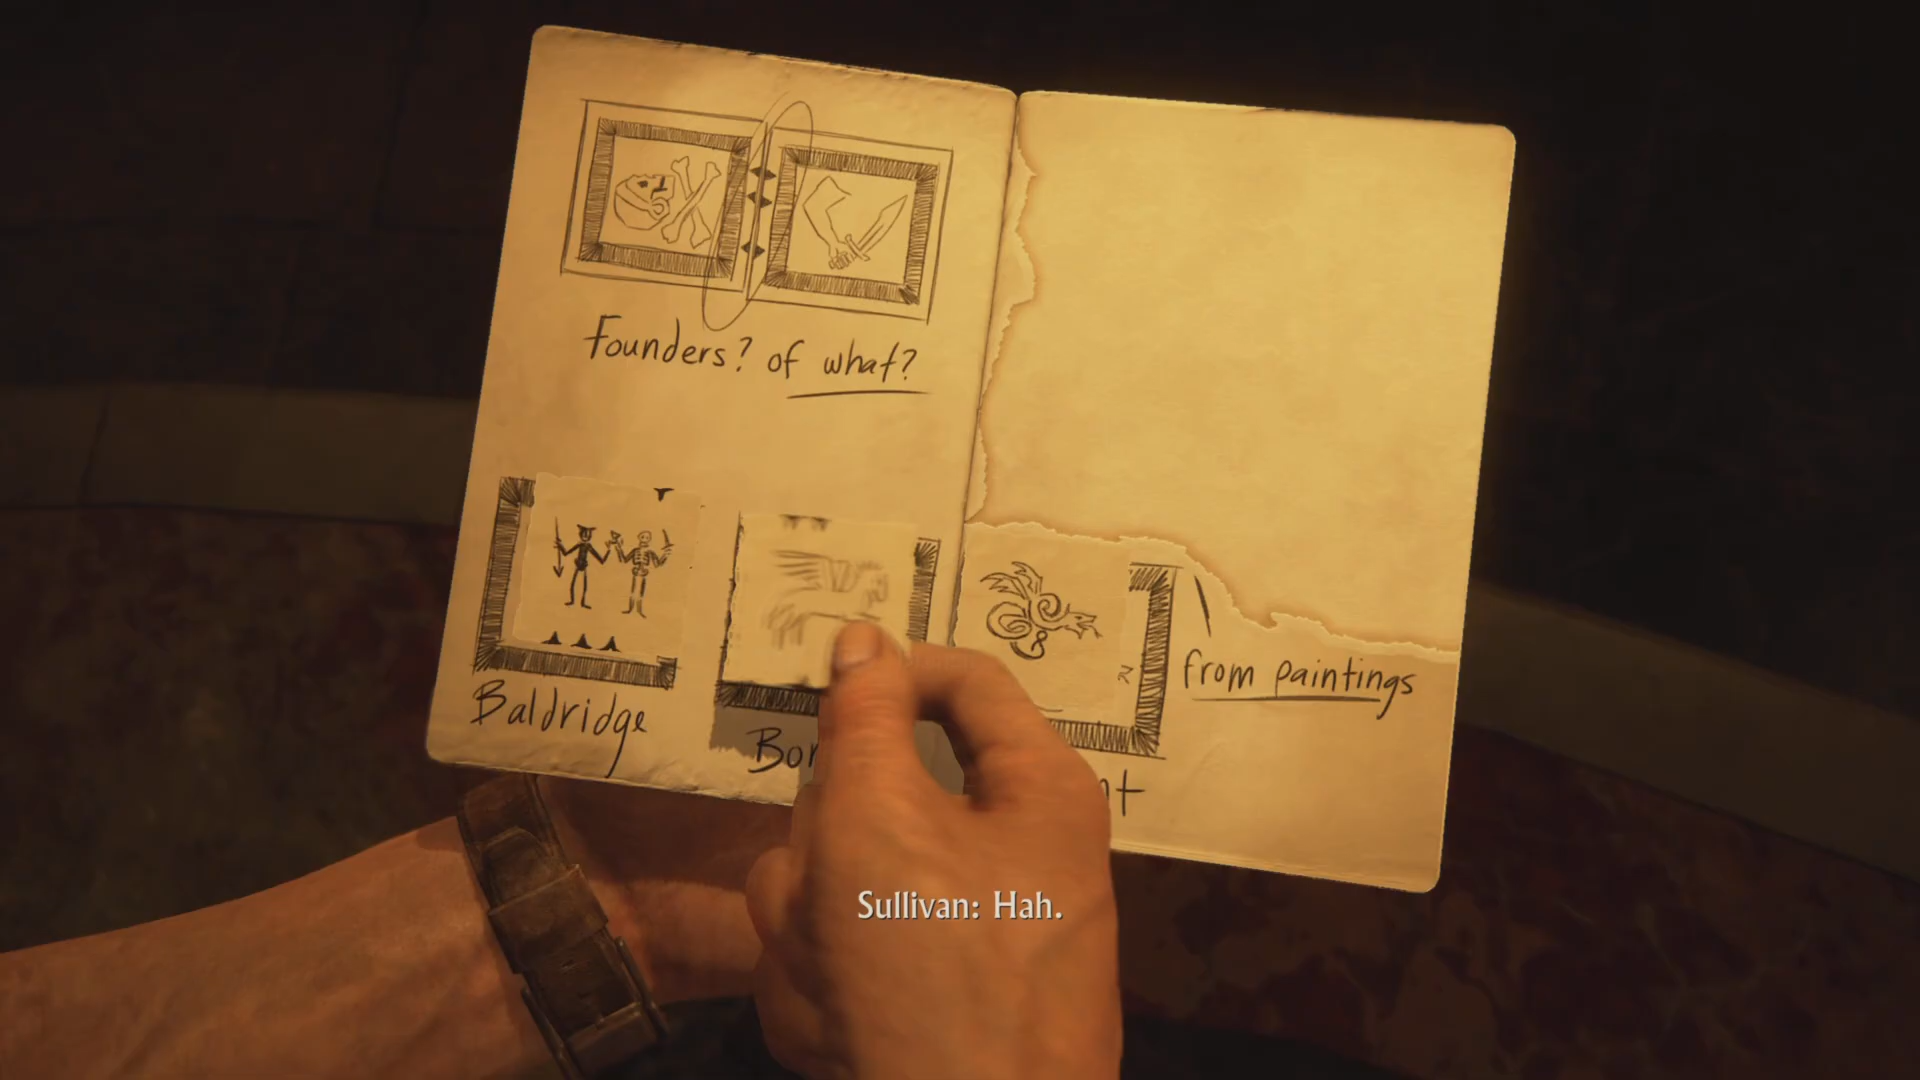 Founders? of what?
Baldridge
from paintings
Sullivan: Hah.